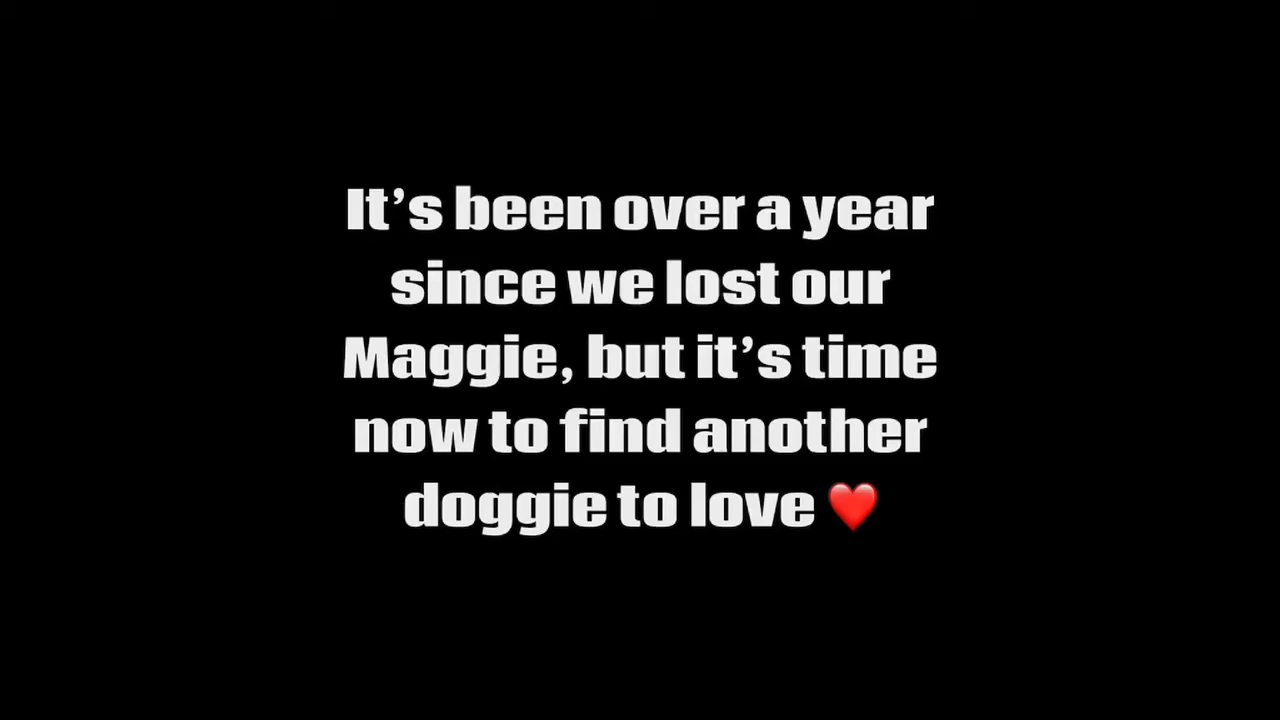 It’s been over a year
since we lost our
Maggie, but it’s time
now to find another
doggie to love ❤️